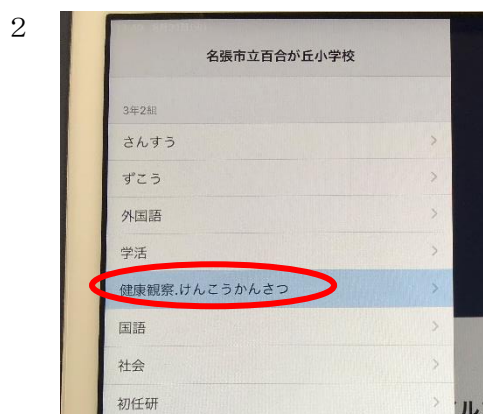 2
名張市立百合が丘小学校
3年2組
さんすう
ずこう
外国語
学活
健康観察.けんこうかんさつ
国語
社会
初任研